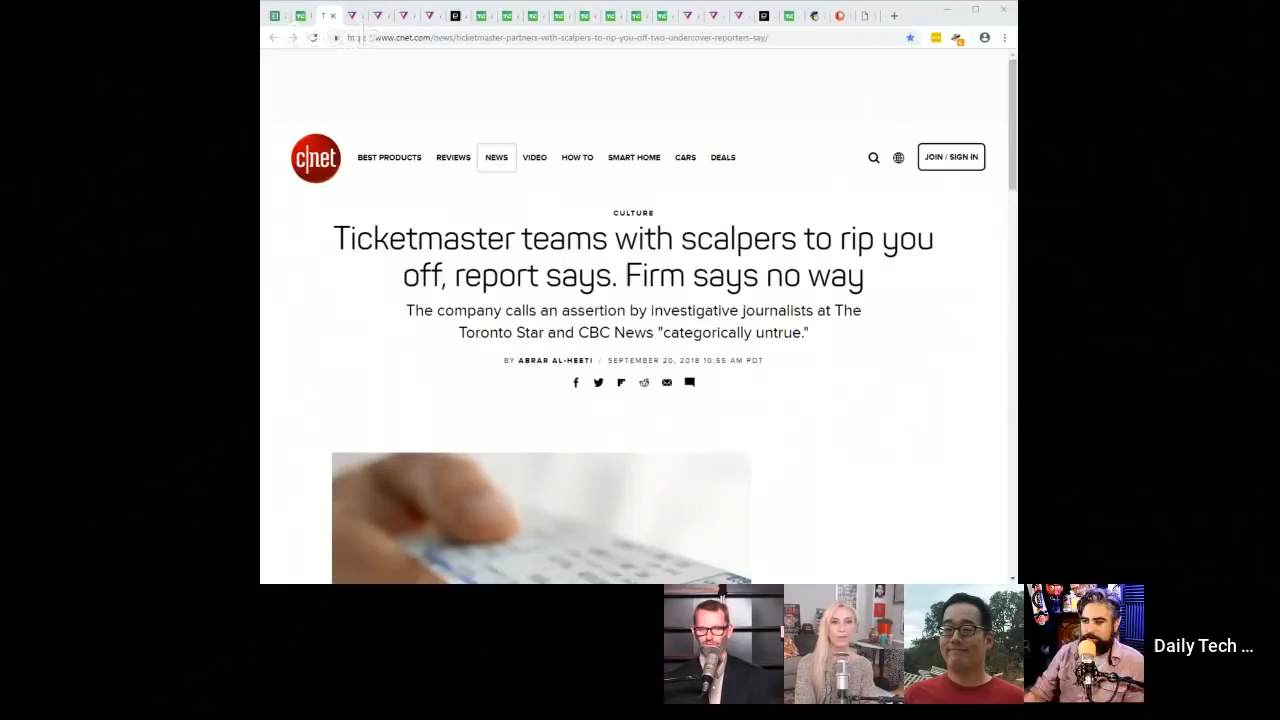 www.cnet.com/news/ticketmaster-partners-with-scalpers-to-rip-you-off-two-undercover-reporters-say/
c|net
BEST PRODUCTS REVIEWS NEWS VIDEO HOW TO SMART HOME CARS DEALS
JOIN / SIGN IN
CULTURE
Ticketmaster teams with scalpers to rip you
off, report says. Firm says no way
The company calls an assertion by investigative journalists at The
Toronto Star and CBC News "categorically untrue."
BY ABRAR AL-HEETI / SEPTEMBER 20, 2018 10:55 AM PDT
Daily Tech ...